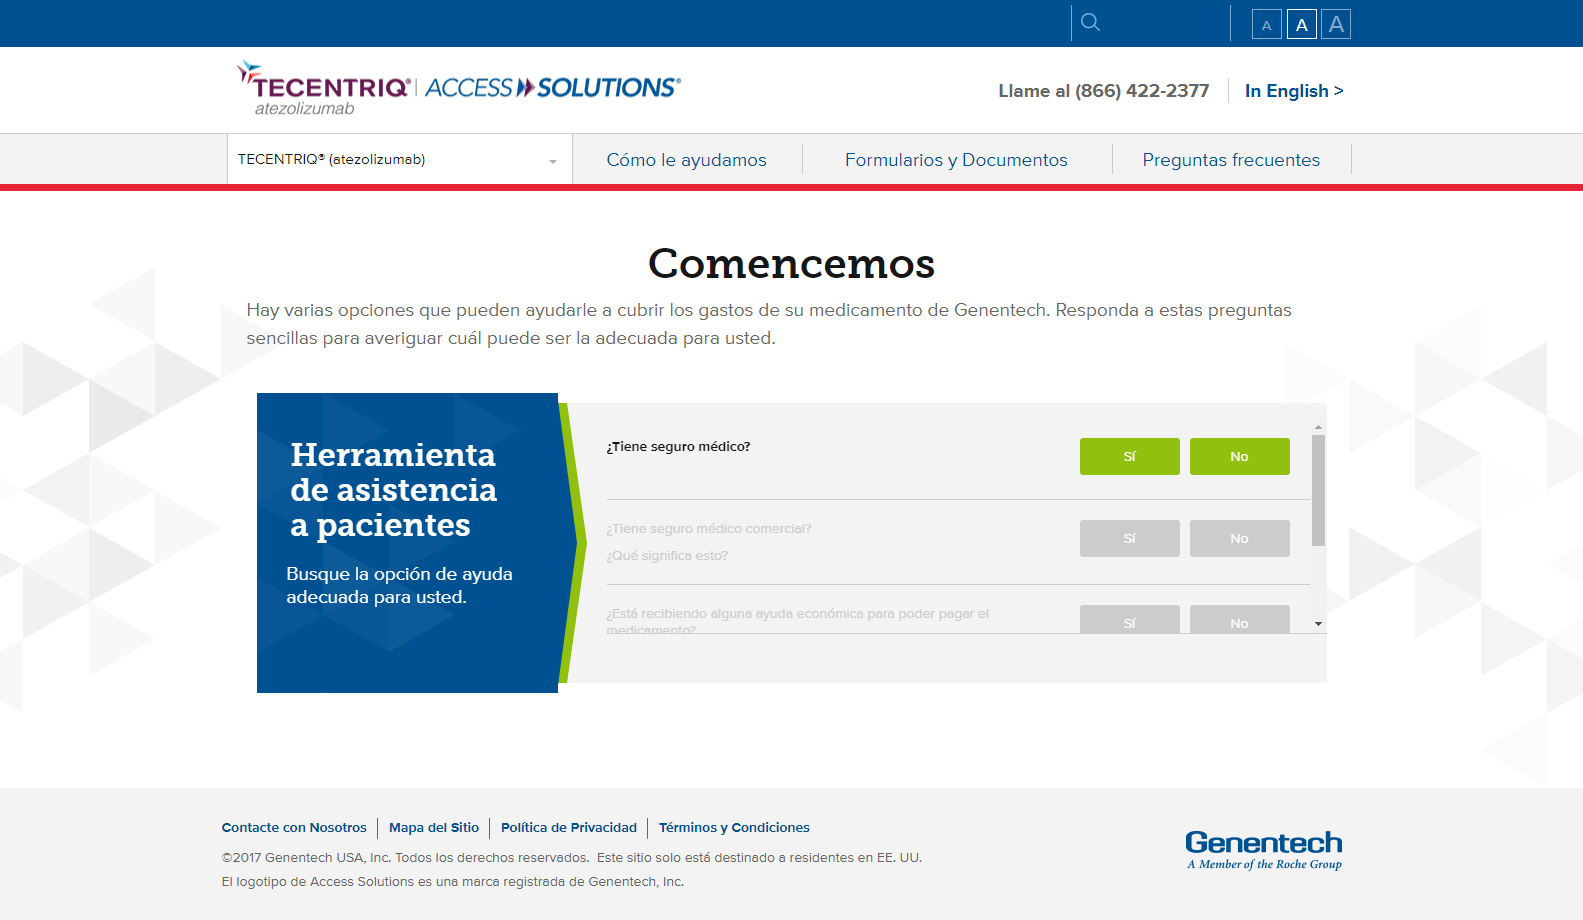 A A A
TECENTRIQ® | ACCESS SOLUTIONS®
atezolizumab
Llame al (866) 422-2377
In English >
TECENTRIQ® (atezolizumab)
Cómo le ayudamos
Formularios y Documentos
Preguntas frecuentes
Comencemos
Hay varias opciones que pueden ayudarle a cubrir los gastos de su medicamento de Genentech. Responda a estas preguntas
sencillas para averiguar cuál puede ser la adecuada para usted.
Herramienta
de asistencia
a pacientes
Busque la opción de ayuda
adecuada para usted.
¿Tiene seguro médico?
Sí No
¿Tiene seguro médico comercial?
¿Qué significa esto?
Sí No
¿Está recibiendo alguna ayuda económica para poder pagar el
medicamento?
Sí No
Contacte con Nosotros | Mapa del Sitio | Política de Privacidad | Términos y Condiciones
©2017 Genentech USA, Inc. Todos los derechos reservados. Este sitio solo está destinado a residentes en EE. UU.
El logotipo de Access Solutions es una marca registrada de Genentech, Inc.
Genentech
A Member of the Roche Group